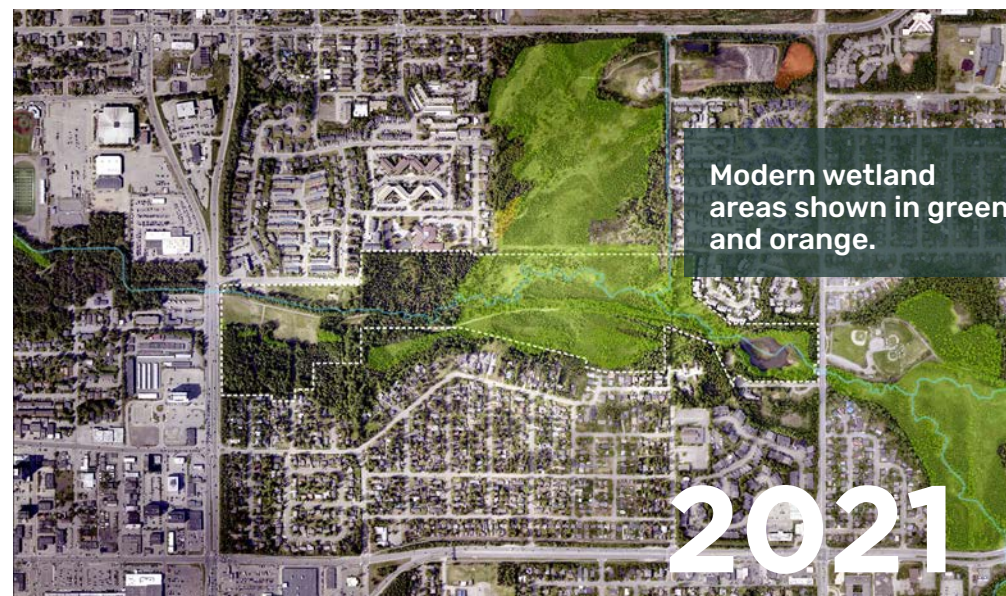 Modern wetland
areas shown in green
and orange.
2021